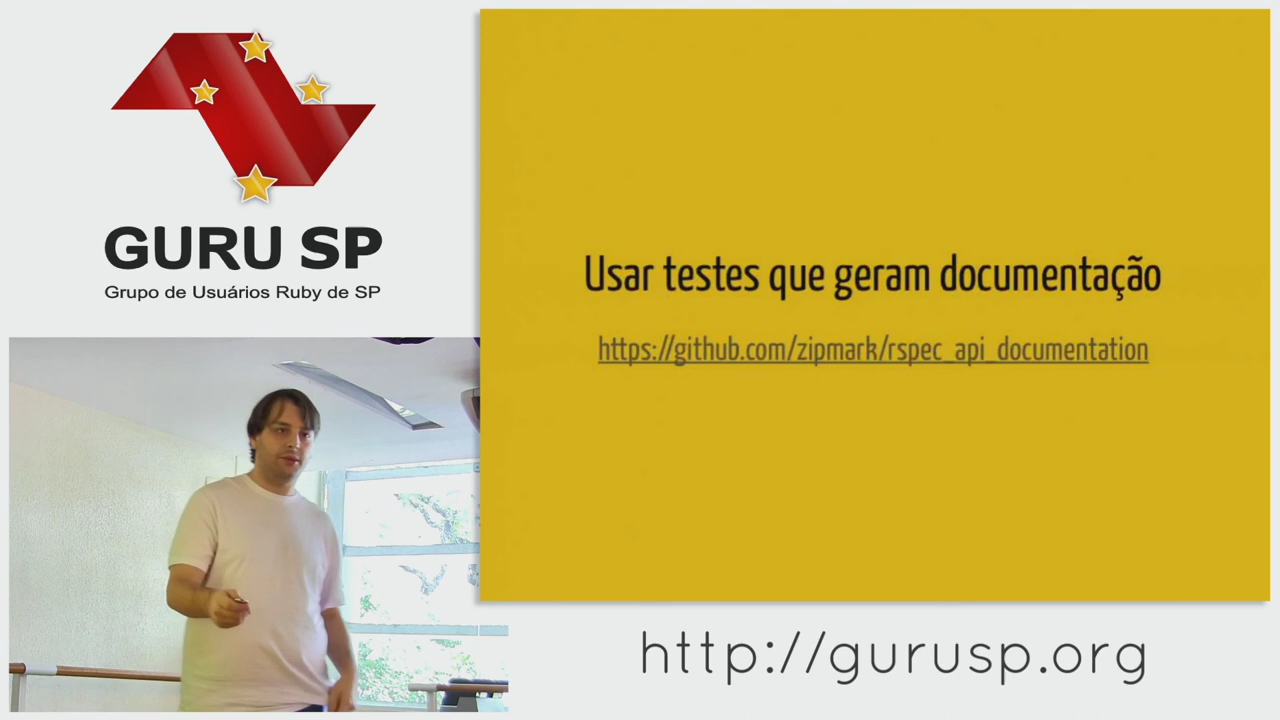 GURU SP
Grupo de Usuários Ruby de SP
Usar testes que geram documentação
https://github.com/zipmark/rspec_api_documentation
http://gurusp.org